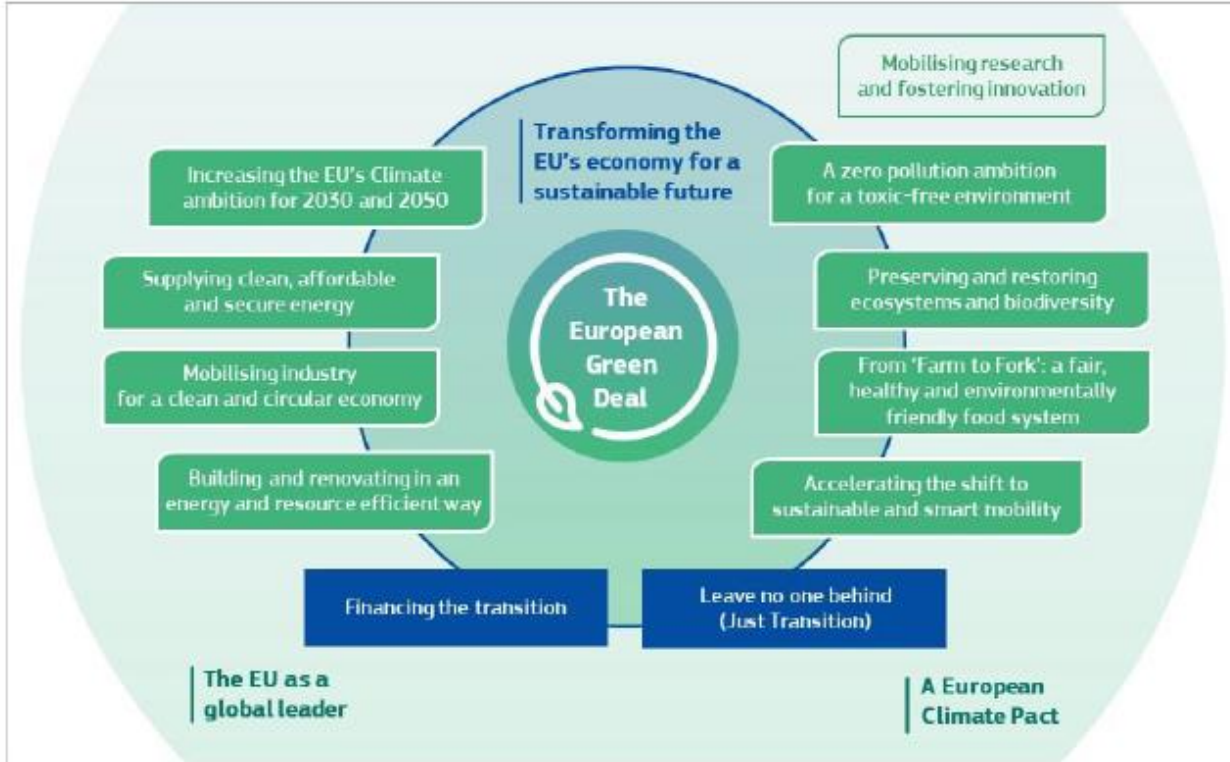 Mobilising research
and fostering innovation
Transforming the
EU's economy for a
sustainable future
Increasing the EU's Climate
ambition for 2030 and 2050
A zero pollution ambition
for a toxic-free environment
Supplying clean, affordable
and secure energy
Preserving and restoring
ecosystems and biodiversity
The
European
Green
Deal
Mobilising industry
for a clean and circular economy
From ‘Farm to Fork’: a fair,
healthy and environmentally
friendly food system
Building and renovating in an
energy and resource efficient way
Accelerating the shift to
sustainable and smart mobility
Financing the transition
Leave no one behind
(Just Transition)
The EU as a
global leader
A European
Climate Pact